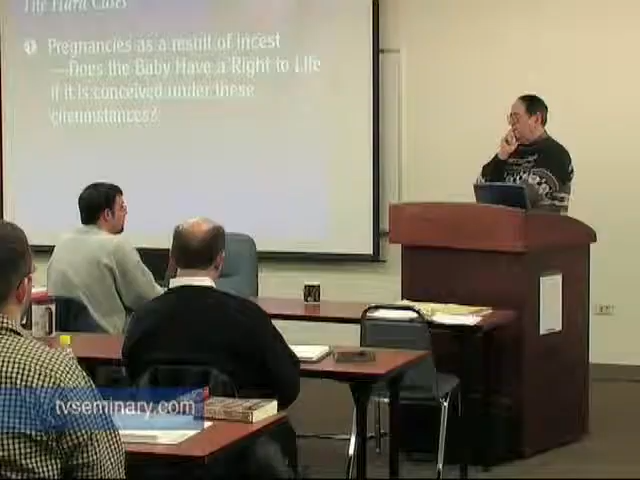 The Hard Cases
❶ Pregnancies as a result of Incest
—Does the Baby Have a Right to Life
if it is conceived under these
circumstances?
tvseminary.com